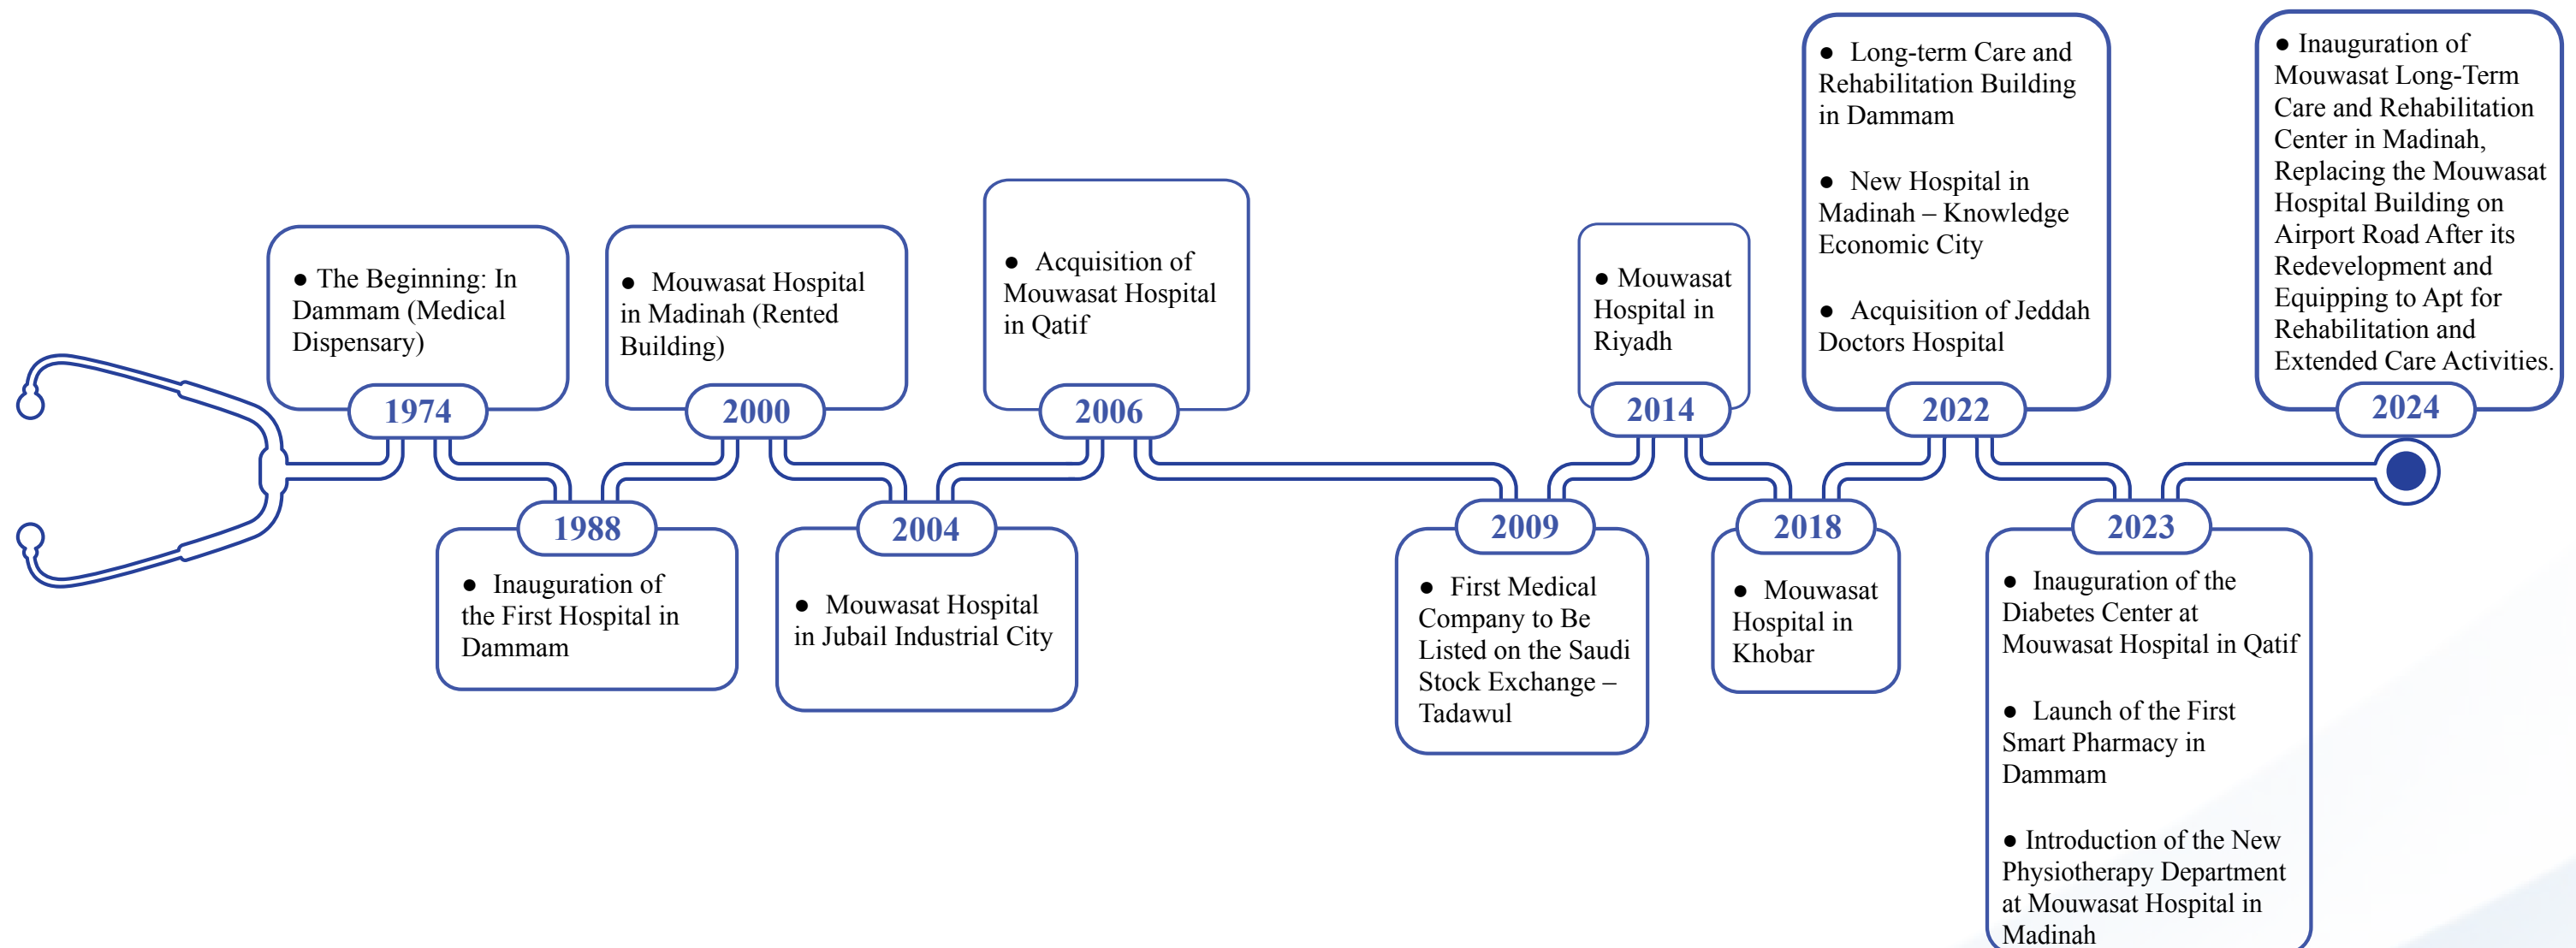 ● The Beginning: In
Dammam (Medical
Dispensary)
1974
1988
● Inauguration of
the First Hospital in
Dammam
● Mouwasat Hospital
in Madinah (Rented
Building)
2000
2004
● Mouwasat Hospital
in Jubail Industrial City
● Acquisition of
Mouwasat Hospital
in Qatif
2006
2009
● First Medical
Company to Be
Listed on the Saudi
Stock Exchange –
Tadawul
● Mouwasat
Hospital in
Riyadh
2014
2018
● Mouwasat
Hospital in
Khobar
● Long-term Care and
Rehabilitation Building
in Dammam
● New Hospital in
Madinah – Knowledge
Economic City
● Acquisition of Jeddah
Doctors Hospital
2022
2023
● Inauguration of the
Diabetes Center at
Mouwasat Hospital in Qatif
● Launch of the First
Smart Pharmacy in
Dammam
● Introduction of the New
Physiotherapy Department
at Mouwasat Hospital in
Madinah
● Inauguration of
Mouwasat Long-Term
Care and Rehabilitation
Center in Madinah,
Replacing the Mouwasat
Hospital Building on
Airport Road After its
Redevelopment and
Equipping to Apt for
Rehabilitation and
Extended Care Activities.
2024